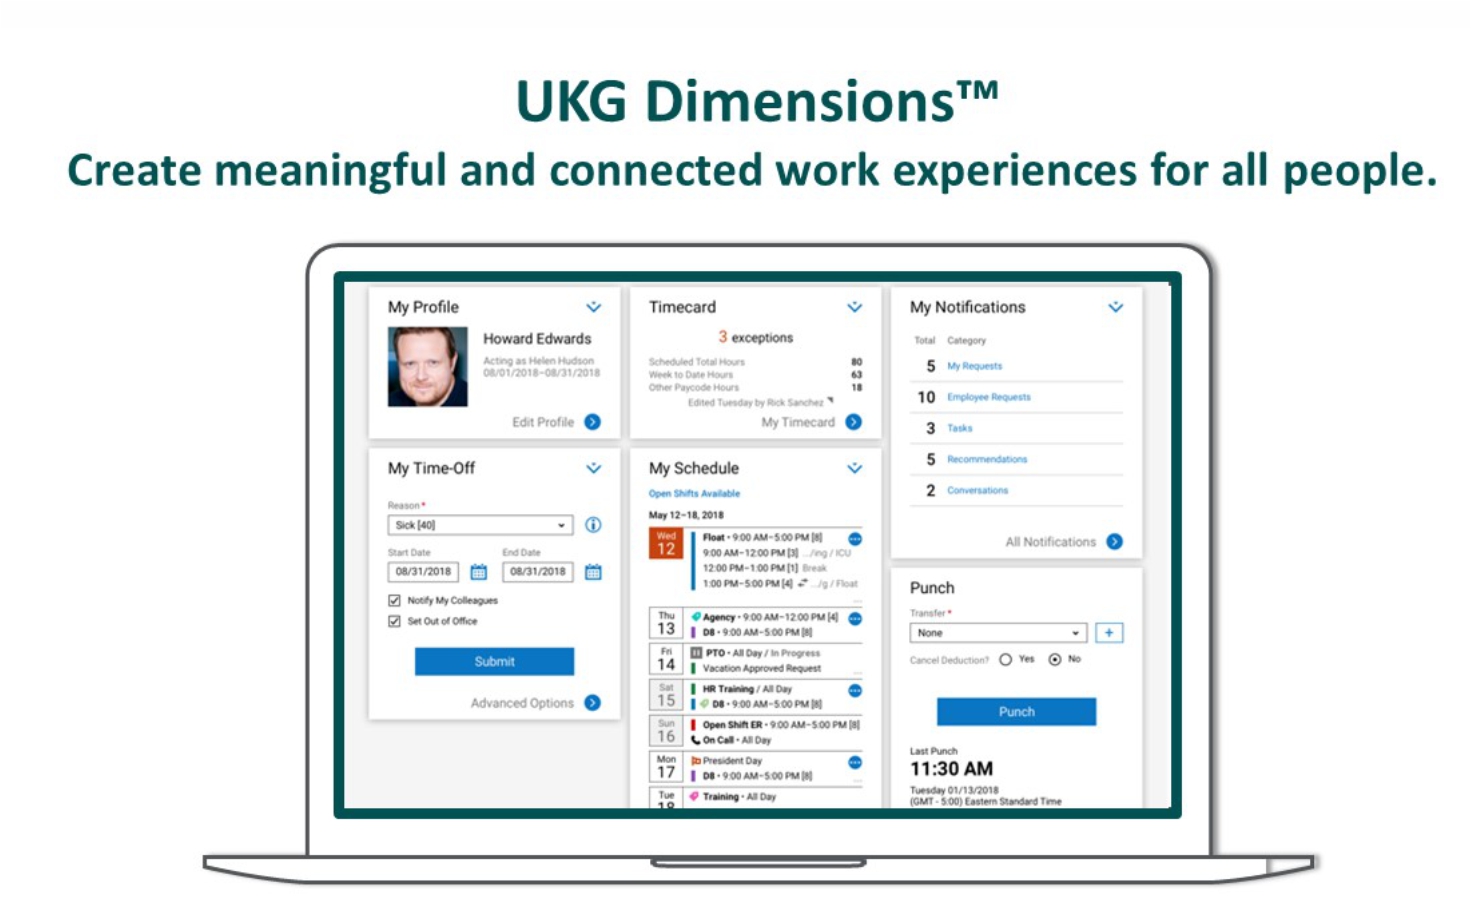 UKG Dimensions™
Create meaningful and connected work experiences for all people.
My Profile
Howard Edwards
Acting as Helen Hudson
08/01/2018–08/31/2018
Edit Profile
My Time-Off
Reason*
Sick [40]
Start Date
End Date
08/31/2018
08/31/2018
Notify My Colleagues
Set Out of Office
Submit
Advanced Options
Timecard
3 exceptions
Scheduled Total Hours 80
Week to Date Hours 63
Other Paycode Hours 18
Edited Tuesday by Rick Sanchez
My Timecard
My Schedule
Open Shifts Available
May 12–18, 2018
Wed 12
Float • 9:00 AM–5:00 PM [8]
9:00 AM–12:00 PM [3] .../ing / ICU
12:00 PM–1:00 PM [1] Break
1:00 PM–5:00 PM [4] .../g / Float
...
Thu 13
Agency • 9:00 AM–12:00 PM [4]
D8 • 9:00 AM–5:00 PM [8]
Fri 14
PTO • All Day / In Progress
Vacation Approved Request
...
Sat 15
HR Training / All Day
D8 • 9:00 AM–5:00 PM [8]
Sun 16
Open Shift ER • 9:00 AM–5:00 PM [8]
On Call • All Day
Mon 17
President Day
D8 • 9:00 AM–5:00 PM [8]
...
Tue 18
Training • All Day
My Notifications
Total Category
5 My Requests
10 Employee Requests
3 Tasks
5 Recommendations
2 Conversations
All Notifications
Punch
Transfer*
None
+
Cancel Deduction? Yes No
Punch
Last Punch
11:30 AM
Tuesday 01/13/2018
(GMT - 5:00) Eastern Standard Time